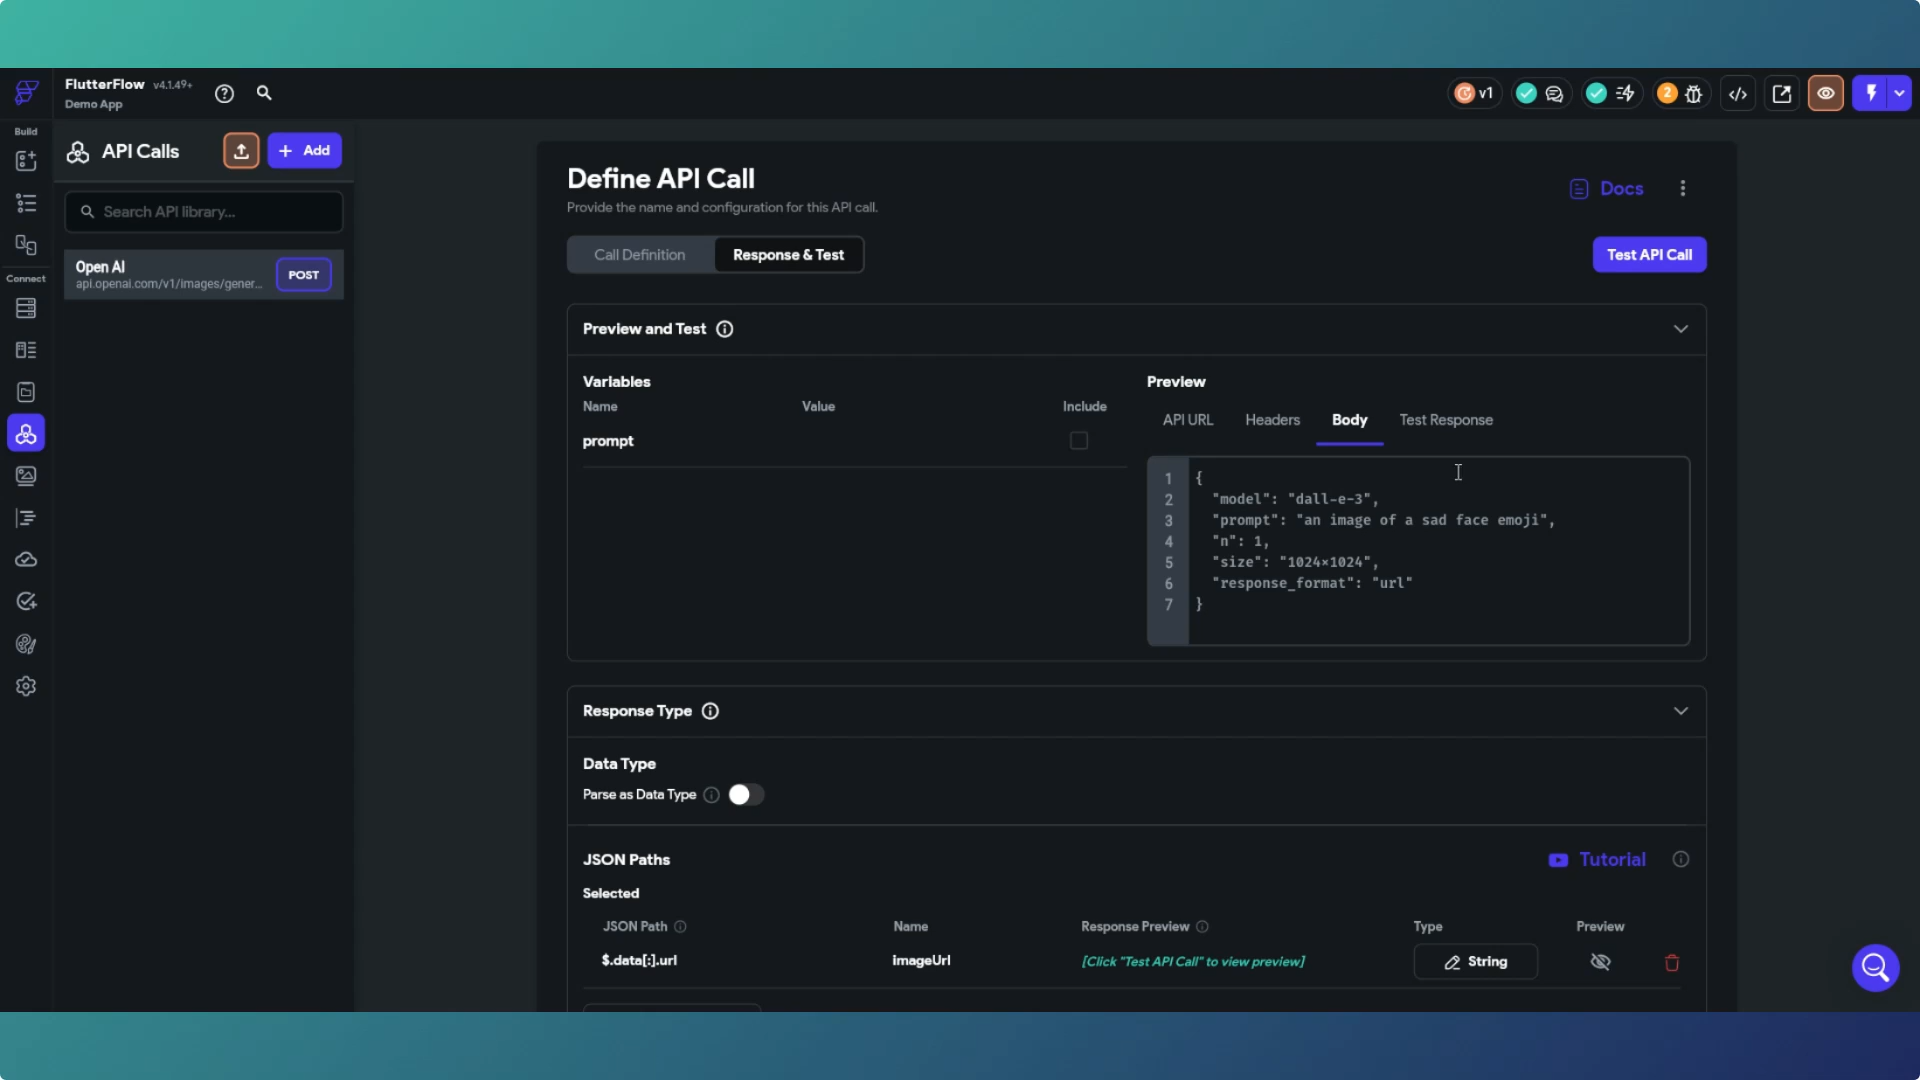 FlutterFlow v4.1.49+
Demo App
v1
2
Build
Connect
API Calls
+ Add
Search API library...
Open AI
api.openai.com/v1/images/gener...
POST
Define API Call
Provide the name and configuration for this API call.
Docs
Call Definition
Response & Test
Test API Call
Preview and Test
Variables
Name Value Include
prompt
Preview
API URL Headers Body Test Response
1 {
2 "model": "dall-e-3",
3 "prompt": "an image of a sad face emoji",
4 "n": 1,
5 "size": "1024×1024",
6 "response_format": "url"
7 }
Response Type
Data Type
Parse as Data Type
JSON Paths
Tutorial
Selected
JSON Path Name Response Preview Type Preview
$.data[:].url imageUrl [Click "Test API Call" to view preview] String